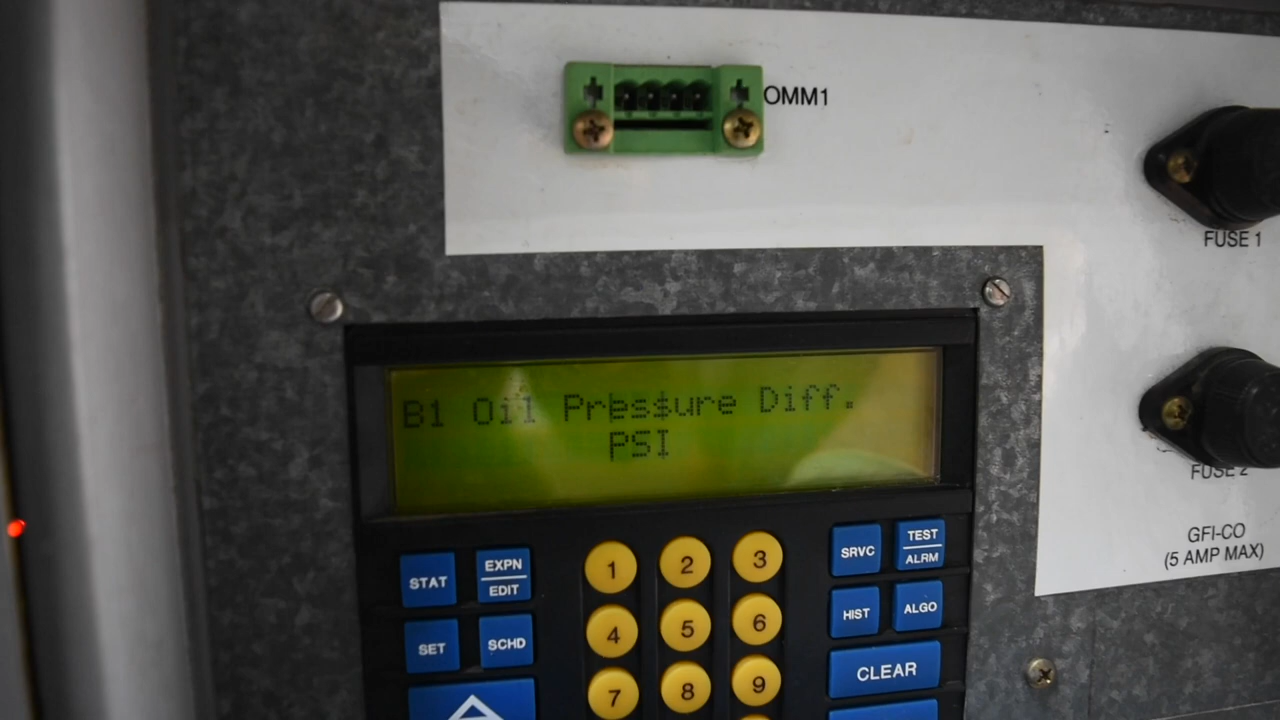 OMM1
FUSE 1
B1 Oil Pressure Diff.
PSI
FUSE 2
GFI-CO
(5 AMP MAX)
STAT
EXPN
EDIT
1
2
3
SRVC
TEST
ALRM
SET
SCHD
4
5
6
HIST
ALGO
7
8
9
CLEAR